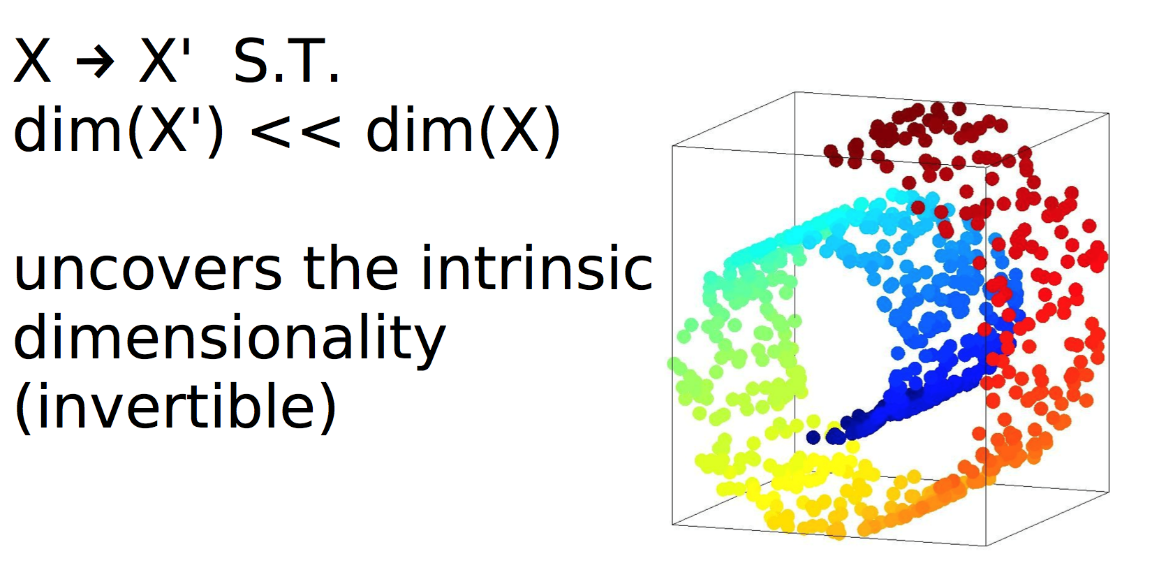 X → X' S.T.
dim(X') << dim(X)
uncovers the intrinsic
dimensionality
(invertible)